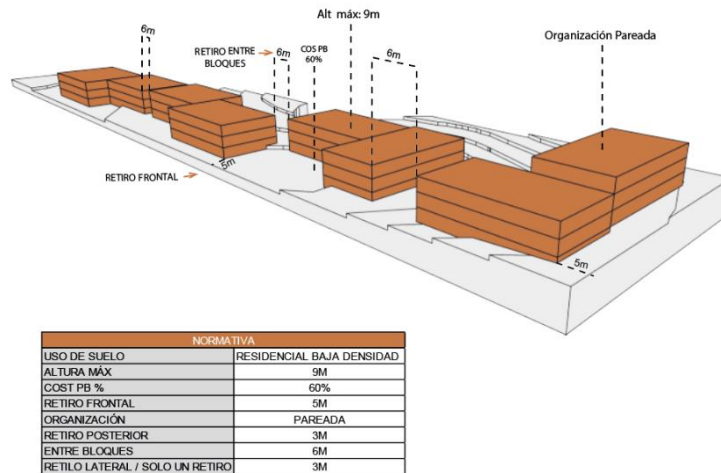 6m
Alt máx: 9m
RETIRO ENTRE
BLOQUES
6m
COS PB
60%
6m
Organización Pareada
5m
RETIRO FRONTAL
5m
NORMATIVA
USO DE SUELO RESIDENCIAL BAJA DENSIDAD
ALTURA MÁX 9M
COST PB % 60%
RETIRO FRONTAL 5M
ORGANIZACIÓN PAREADA
RETIRO POSTERIOR 3M
ENTRE BLOQUES 6M
RETILO LATERAL / SOLO UN RETIRO 3M